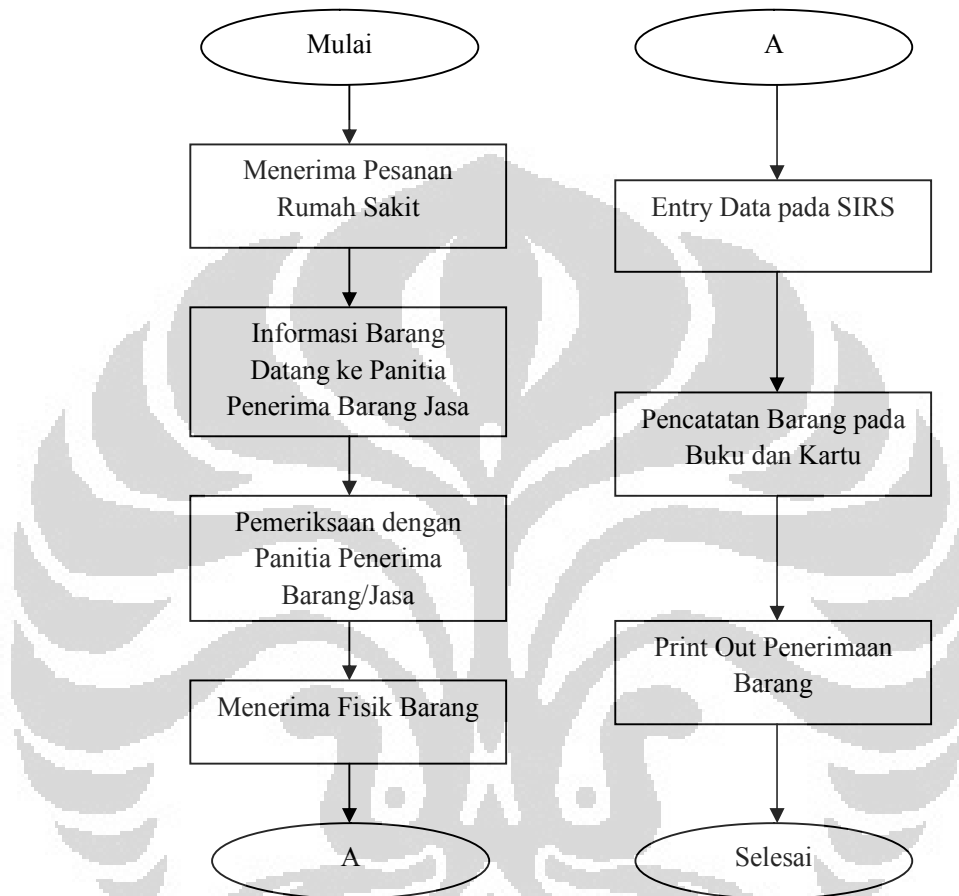 Mulai
Menerima Pesanan
Rumah Sakit
Informasi Barang
Datang ke Panitia
Penerima Barang Jasa
Pemeriksaan dengan
Panitia Penerima
Barang/Jasa
Menerima Fisik Barang
A
A
Entry Data pada SIRS
Pencatatan Barang pada
Buku dan Kartu
Print Out Penerimaan
Barang
Selesai